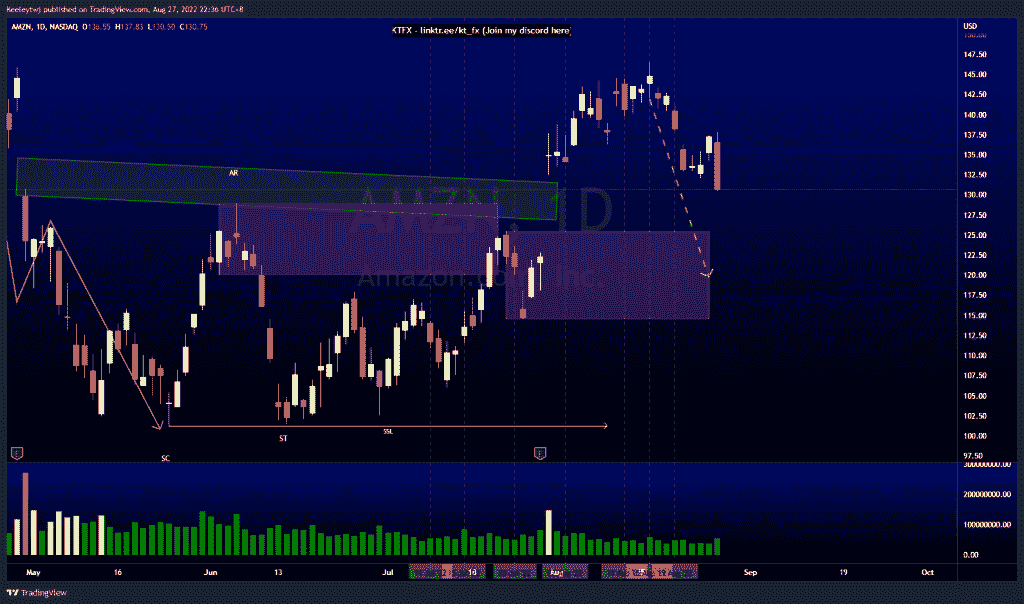 Keeleytwj published on TradingView.com, Aug 27, 2022 22:36 UTC+8
AMZN, 1D, NASDAQ O136.55 H137.83 L130.50 C130.75
KTFX - linktr.ee/kt_fx (Join my discord here)
USD
150.00
147.50
145.00
142.50
140.00
137.50
135.00
132.50
130.00
127.50
125.00
122.50
120.00
117.50
115.00
112.50
110.00
107.50
105.00
102.50
100.00
97.50
AR
AMZN, 1D
Amazon.com Inc.
ST
SSL
SC
E
E
300000000.00
200000000.00
100000000.00
0.00
May
16
Jun
13
Jul
18
Aug
Sep
19
Oct
TradingView